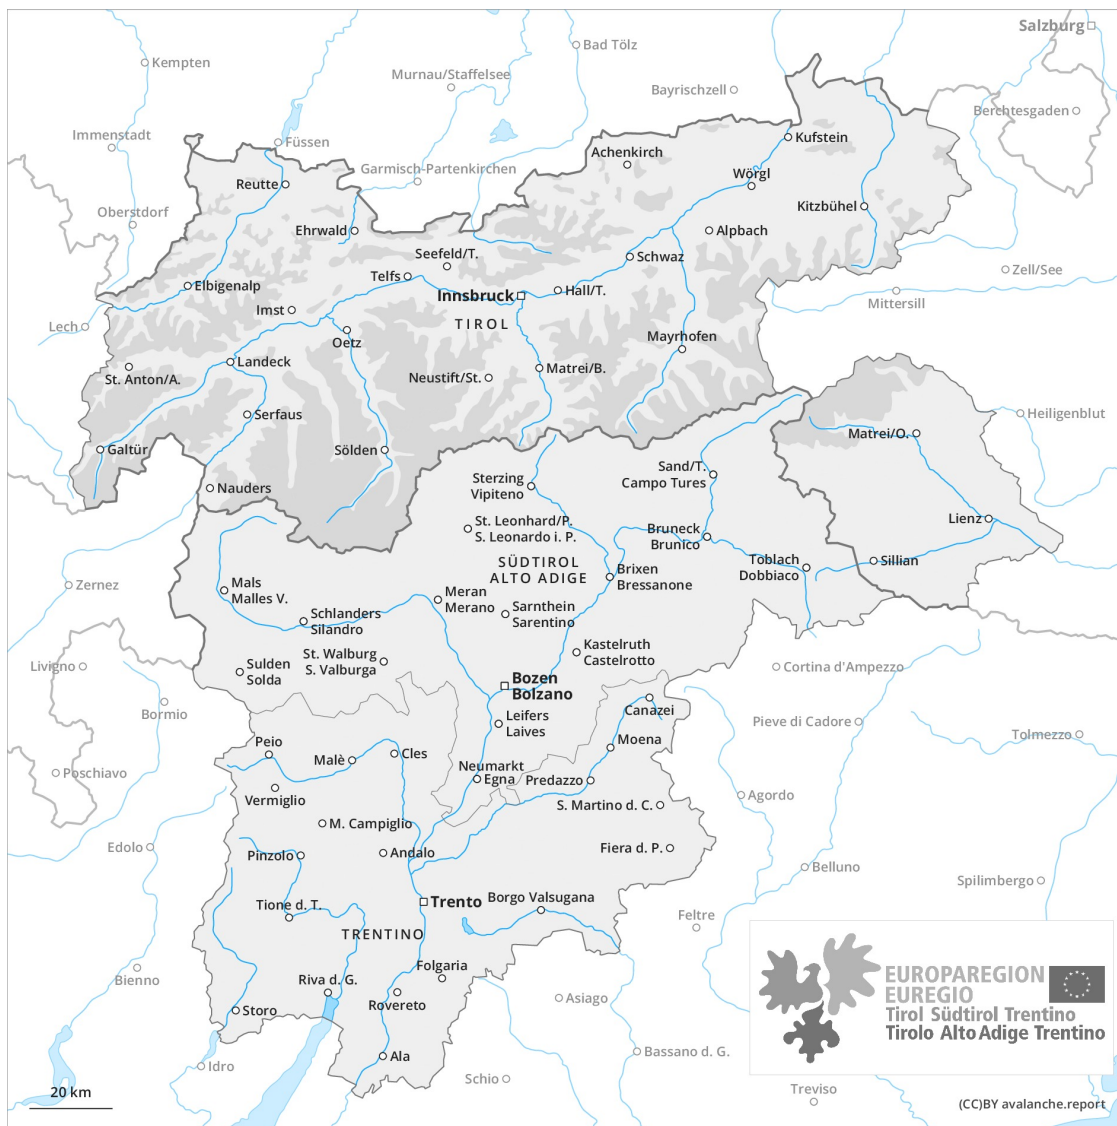 Salzburg
Bad Tölz
Kempten
Murnau/Staffelsee
Bayrischzell
Berchtesgaden
Immenstadt
Füssen
Kufstein
Achenkirch
Garmisch-Partenkirchen
Wörgl
Reutte
Oberstdorf
Kitzbühel
Ehrwald
Alpbach
Seefeld/T.
Schwaz
Zell/See
Telfs
Elbigenalp
Hall/T.
Innsbruck
Mittersill
Imst
TIROL
Lech
Oetz
Mayrhofen
Landeck
Matrei/B.
St. Anton/A.
Neustift/St.
Serfaus
Heiligenblut
Matrei/O.
Galtür
Sölden
Sand/T.
Campo Tures
Sterzing
Vipiteno
Nauders
Lienz
St. Leonhard/P.
S. Leonardo i. P.
Bruneck
Brunico
SÜDTIROL
ALTO ADIGE
Toblach
Dobbiaco
Sillian
Brixen
Bressanone
Zernez
Mals
Malles V.
Meran
Merano
Schlanders
Silandro
Sarnthein
Sarentino
Kastelruth
Castelrotto
St. Walburg
S. Valburga
Livigno
Sulden
Solda
Cortina d'Ampezzo
Bozen
Bolzano
Bormio
Canazei
Leifers
Laives
Pieve di Cadore
Tolmezzo
Moena
Peio
Cles
Malè
Neumarkt
Egna
Predazzo
Poschiavo
Vermiglio
Agordo
S. Martino d. C.
M. Campiglio
Edolo
Fiera d. P.
Pinzolo
Andalo
Belluno
Spilimbergo
Borgo Valsugana
Trento
Tione d. T.
Feltre
TRENTINO
Folgaria
Bienno
Riva d. G.
EUROPAREGION
EUREGIO
Tirol Südtirol Trentino
Tirolo Alto Adige Trentino
Asiago
Rovereto
Storo
Bassano d. G.
Ala
Idro
Schio
20 km
Treviso
(CC)BY avalanche.report